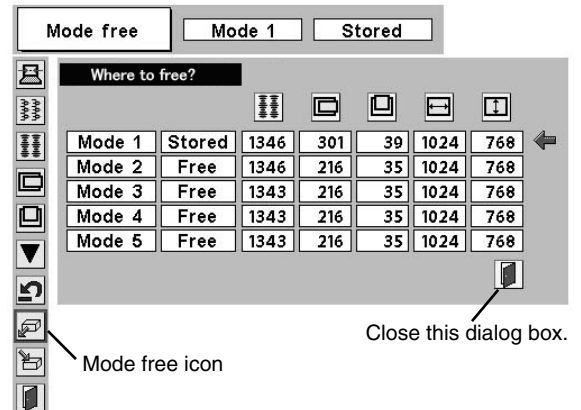 Mode free Mode 1 Stored
Where to free?
Mode 1 Stored 1346 301 39 1024 768
Mode 2 Free 1346 216 35 1024 768
Mode 3 Free 1343 216 35 1024 768
Mode 4 Free 1343 216 35 1024 768
Mode 5 Free 1343 216 35 1024 768
Close this dialog box.
Mode free icon